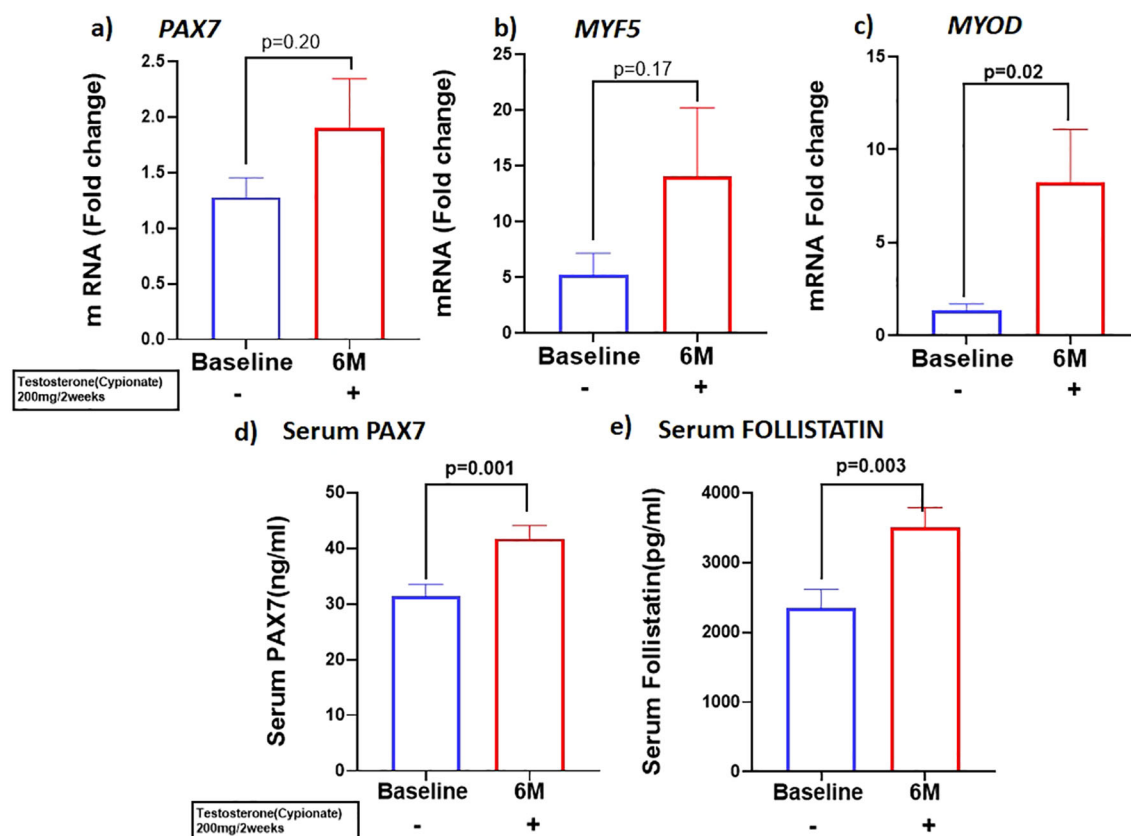 a) PAX7
b) MYF5
c) MYOD
p=0.20
p=0.17
p=0.02
m RNA (Fold change)
2.5
2.0
1.5
1.0
0.5
0.0
Baseline 6M
mRNA (Fold change)
25
20
15
10
5
0
Baseline 6M
mRNA Fold change
15
10
5
0
Baseline 6M
Testosterone(Cypionate)
200mg/2weeks
- +
- +
- +
d) Serum PAX7
e) Serum FOLLISTATIN
p=0.001
p=0.003
Serum PAX7(ng/ml)
50
40
30
20
10
0
Baseline 6M
Serum Follistatin(pg/ml)
4000
3000
2000
1000
0
Baseline 6M
Testosterone(Cypionate)
200mg/2weeks
- +
- +